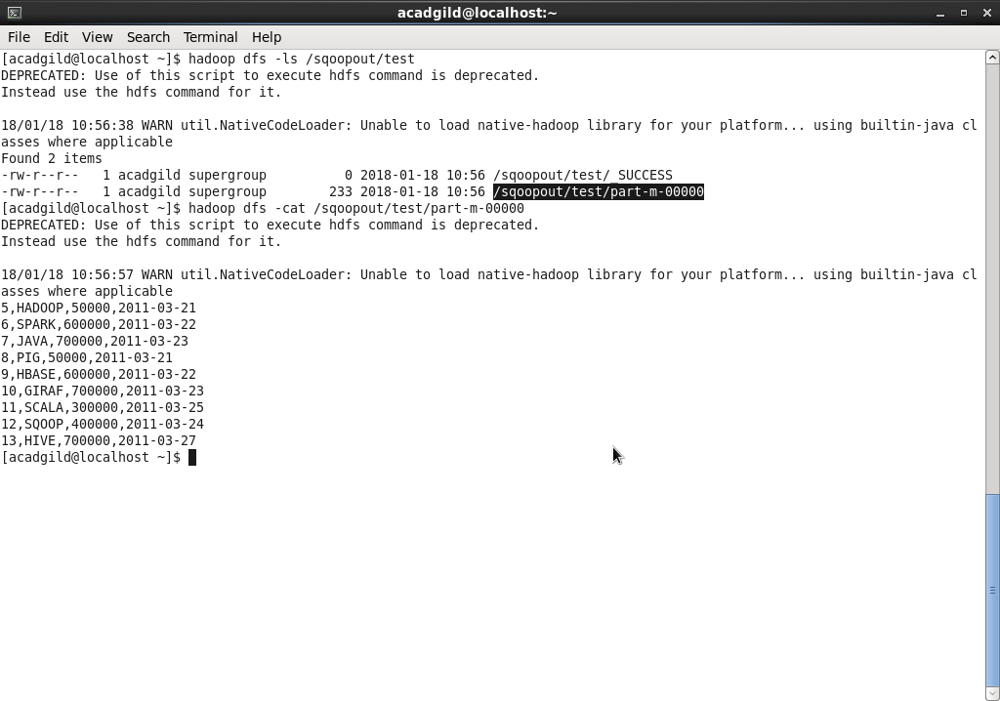 acadgild@localhost:~
File Edit View Search Terminal Help
[acadgild@localhost ~]$ hadoop dfs -ls /sqoopout/test
DEPRECATED: Use of this script to execute hdfs command is deprecated.
Instead use the hdfs command for it.
18/01/18 10:56:38 WARN util.NativeCodeLoader: Unable to load native-hadoop library for your platform... using builtin-java cl
asses where applicable
Found 2 items
-rw-r--r--   1 acadgild supergroup          0 2018-01-18 10:56 /sqoopout/test/_SUCCESS
-rw-r--r--   1 acadgild supergroup        233 2018-01-18 10:56 /sqoopout/test/part-m-00000
[acadgild@localhost ~]$ hadoop dfs -cat /sqoopout/test/part-m-00000
DEPRECATED: Use of this script to execute hdfs command is deprecated.
Instead use the hdfs command for it.
18/01/18 10:56:57 WARN util.NativeCodeLoader: Unable to load native-hadoop library for your platform... using builtin-java cl
asses where applicable
5,HADOOP,50000,2011-03-21
6,SPARK,600000,2011-03-22
7,JAVA,700000,2011-03-23
8,PIG,50000,2011-03-21
9,HBASE,600000,2011-03-22
10,GIRAF,700000,2011-03-23
11,SCALA,300000,2011-03-25
12,SQOOP,400000,2011-03-24
13,HIVE,700000,2011-03-27
[acadgild@localhost ~]$